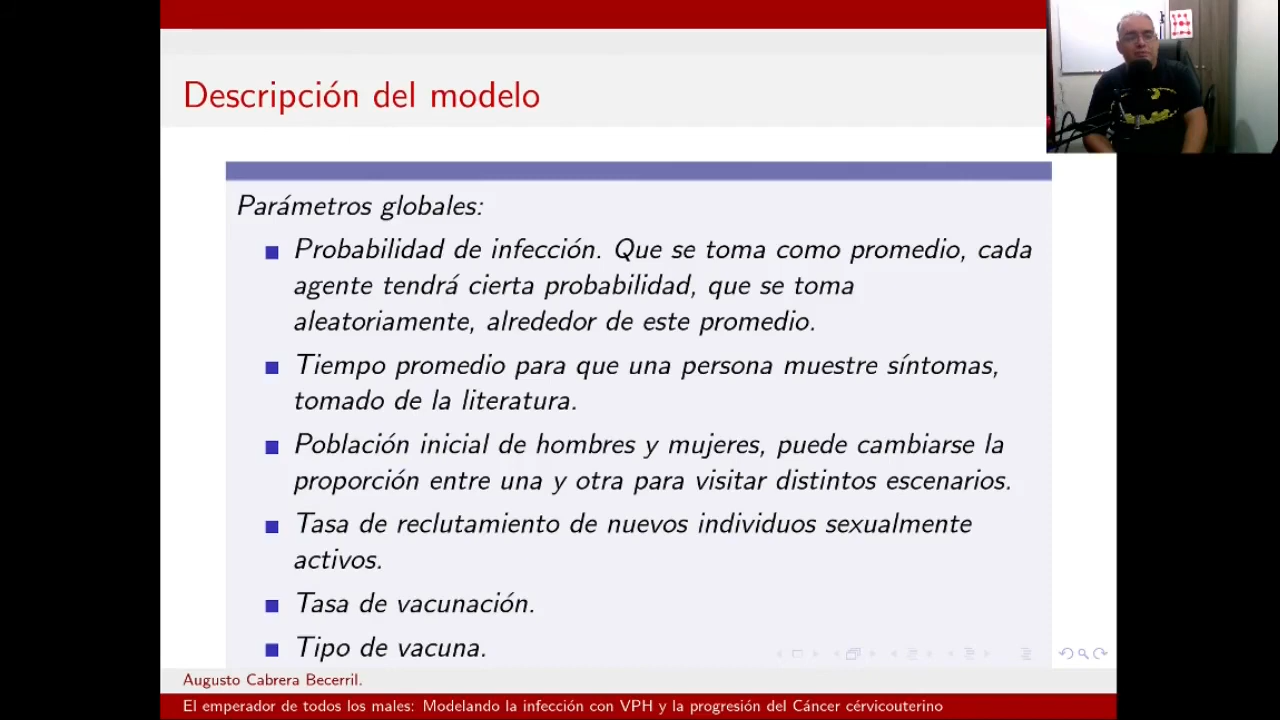 Descripción del modelo
Parámetros globales:
Probabilidad de infección. Que se toma como promedio, cada
agente tendrá cierta probabilidad, que se toma
aleatoriamente, alrededor de este promedio.
Tiempo promedio para que una persona muestre síntomas,
tomado de la literatura.
Población inicial de hombres y mujeres, puede cambiarse la
proporción entre una y otra para visitar distintos escenarios.
Tasa de reclutamiento de nuevos individuos sexualmente
activos.
Tasa de vacunación.
Tipo de vacuna.
Augusto Cabrera Becerril.
El emperador de todos los males: Modelando la infección con VPH y la progresión del Cáncer cérvicouterino